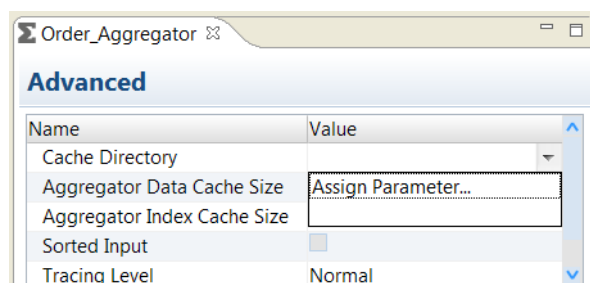 Order_Aggregator
Advanced
Name Value
Cache Directory
Aggregator Data Cache Size Assign Parameter...
Aggregator Index Cache Size
Sorted Input
Tracing Level Normal